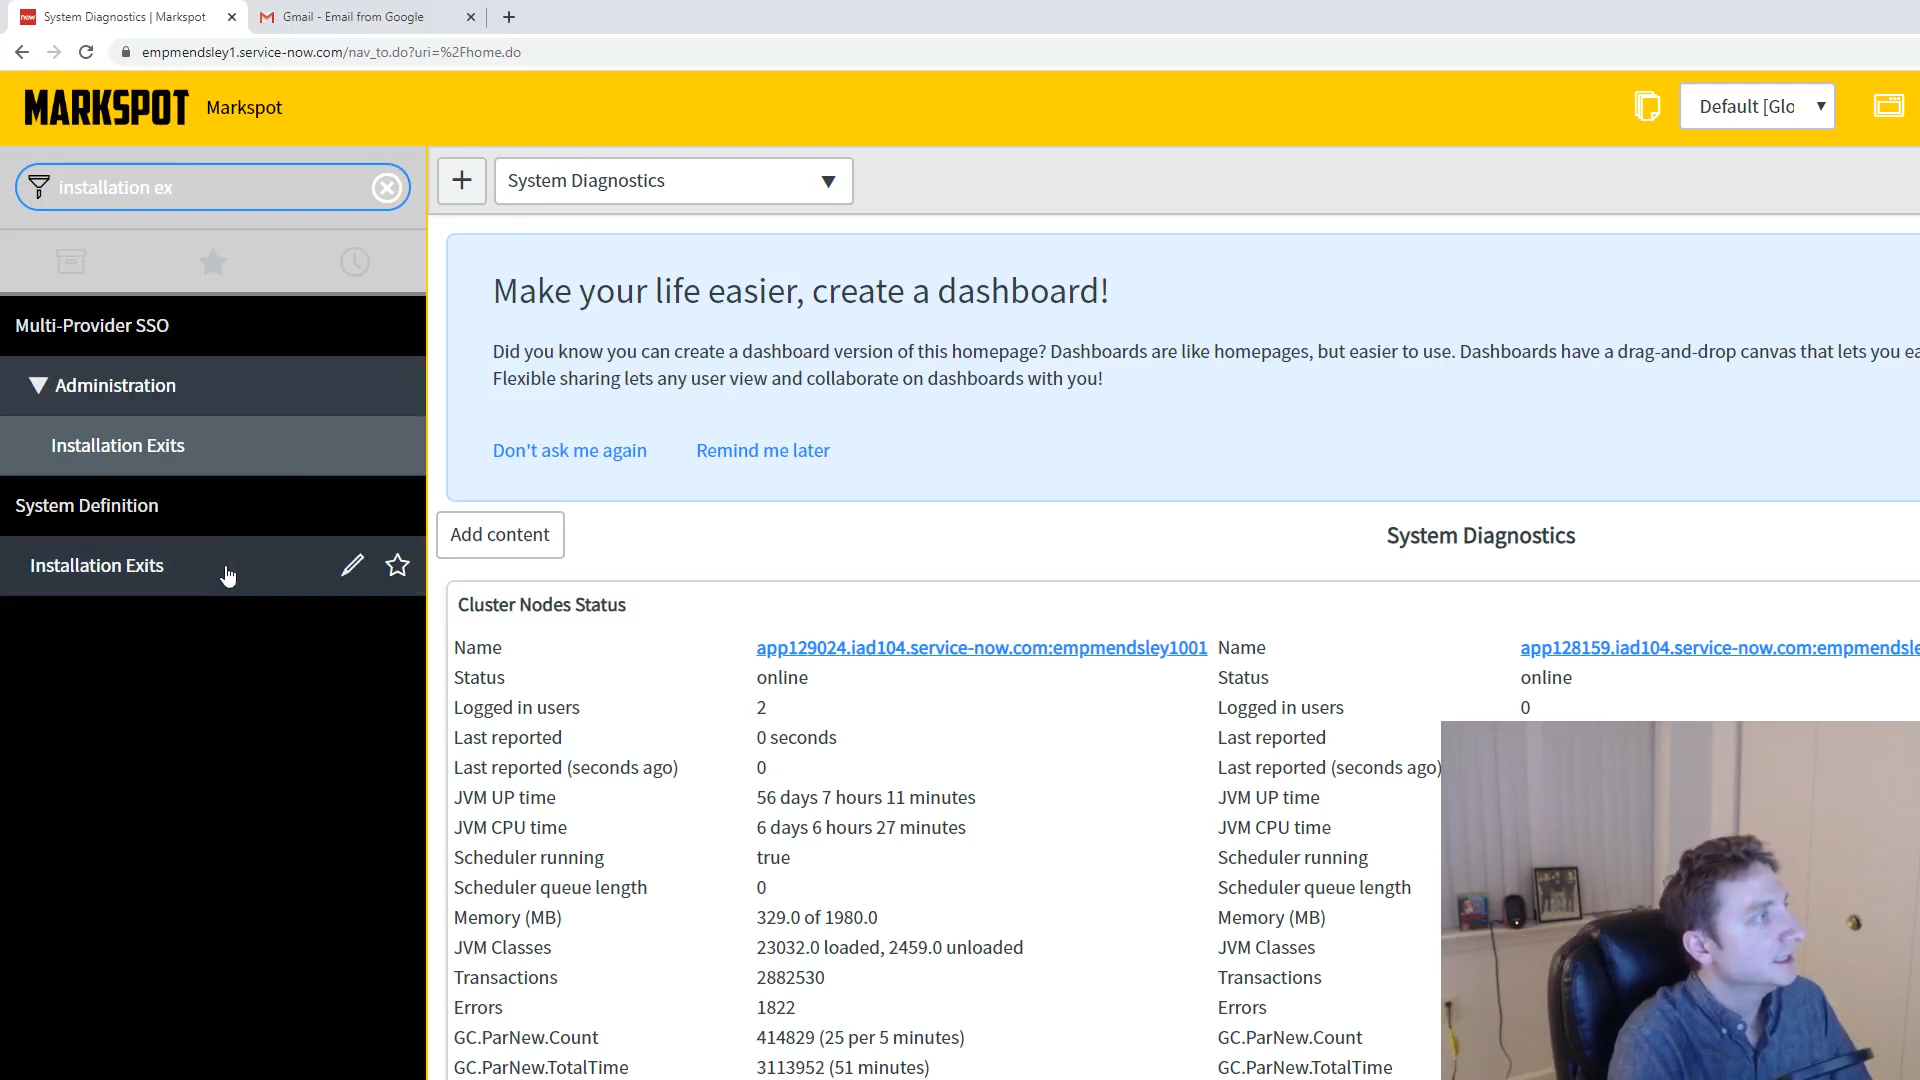 System Diagnostics | Markspot
Gmail - Email from Google
empmendsley1.service-now.com/nav_to.do?uri=%2Fhome.do
MARKSPOT Markspot
Default [Glo
installation ex
System Diagnostics
Multi-Provider SSO
Administration
Installation Exits
System Definition
Installation Exits
Make your life easier, create a dashboard!
Did you know you can create a dashboard version of this homepage? Dashboards are like homepages, but easier to use. Dashboards have a drag-and-drop canvas that lets you ea
Flexible sharing lets any user view and collaborate on dashboards with you!
Don't ask me again Remind me later
Add content
System Diagnostics
Cluster Nodes Status
Name app129024.iad104.service-now.com:empmendsley1001 Name app128159.iad104.service-now.com:empmendsle
Status online Status online
Logged in users 2 Logged in users 0
Last reported 0 seconds Last reported
Last reported (seconds ago) 0 Last reported (seconds ago)
JVM UP time 56 days 7 hours 11 minutes JVM UP time
JVM CPU time 6 days 6 hours 27 minutes JVM CPU time
Scheduler running true Scheduler running
Scheduler queue length 0 Scheduler queue length
Memory (MB) 329.0 of 1980.0 Memory (MB)
JVM Classes 23032.0 loaded, 2459.0 unloaded JVM Classes
Transactions 2882530 Transactions
Errors 1822 Errors
GC.ParNew.Count 414829 (25 per 5 minutes) GC.ParNew.Count
GC.ParNew.TotalTime 3113952 (51 minutes) GC.ParNew.TotalTime